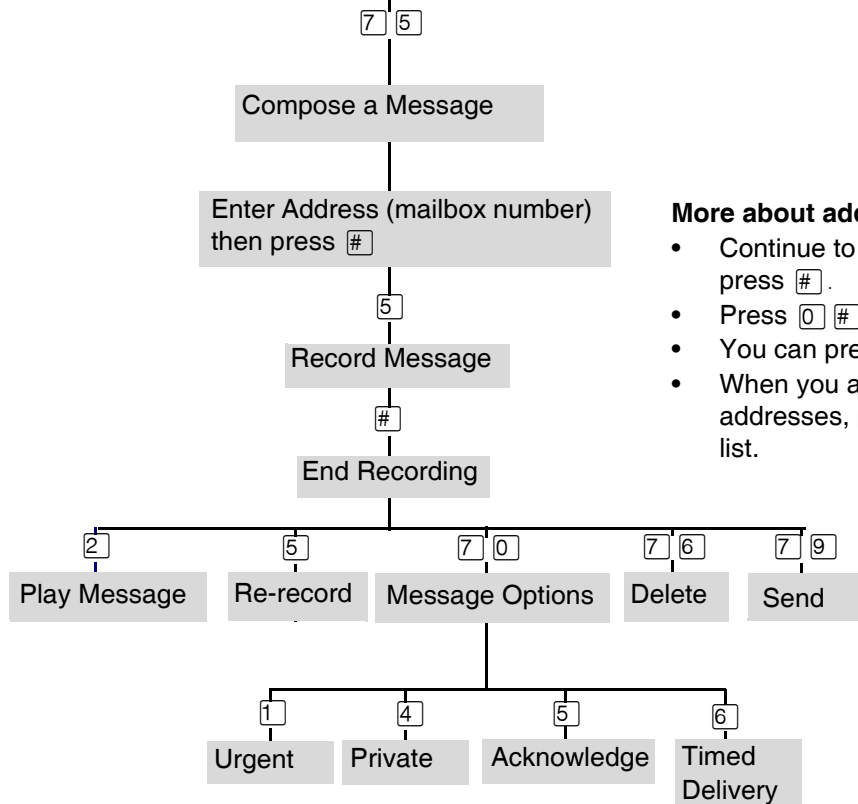 7 5
Compose a Message
Enter Address (mailbox number)
then press #
5
Record Message
#
End Recording
2 5 7 0 7 6 7 9
Play Message Re-record Message Options Delete Send
1 4 5 6
Urgent Private Acknowledge Timed
Delivery
More about
• Continue to
press # .
• Press 0 #
• You can
• When you
addresses,
list.